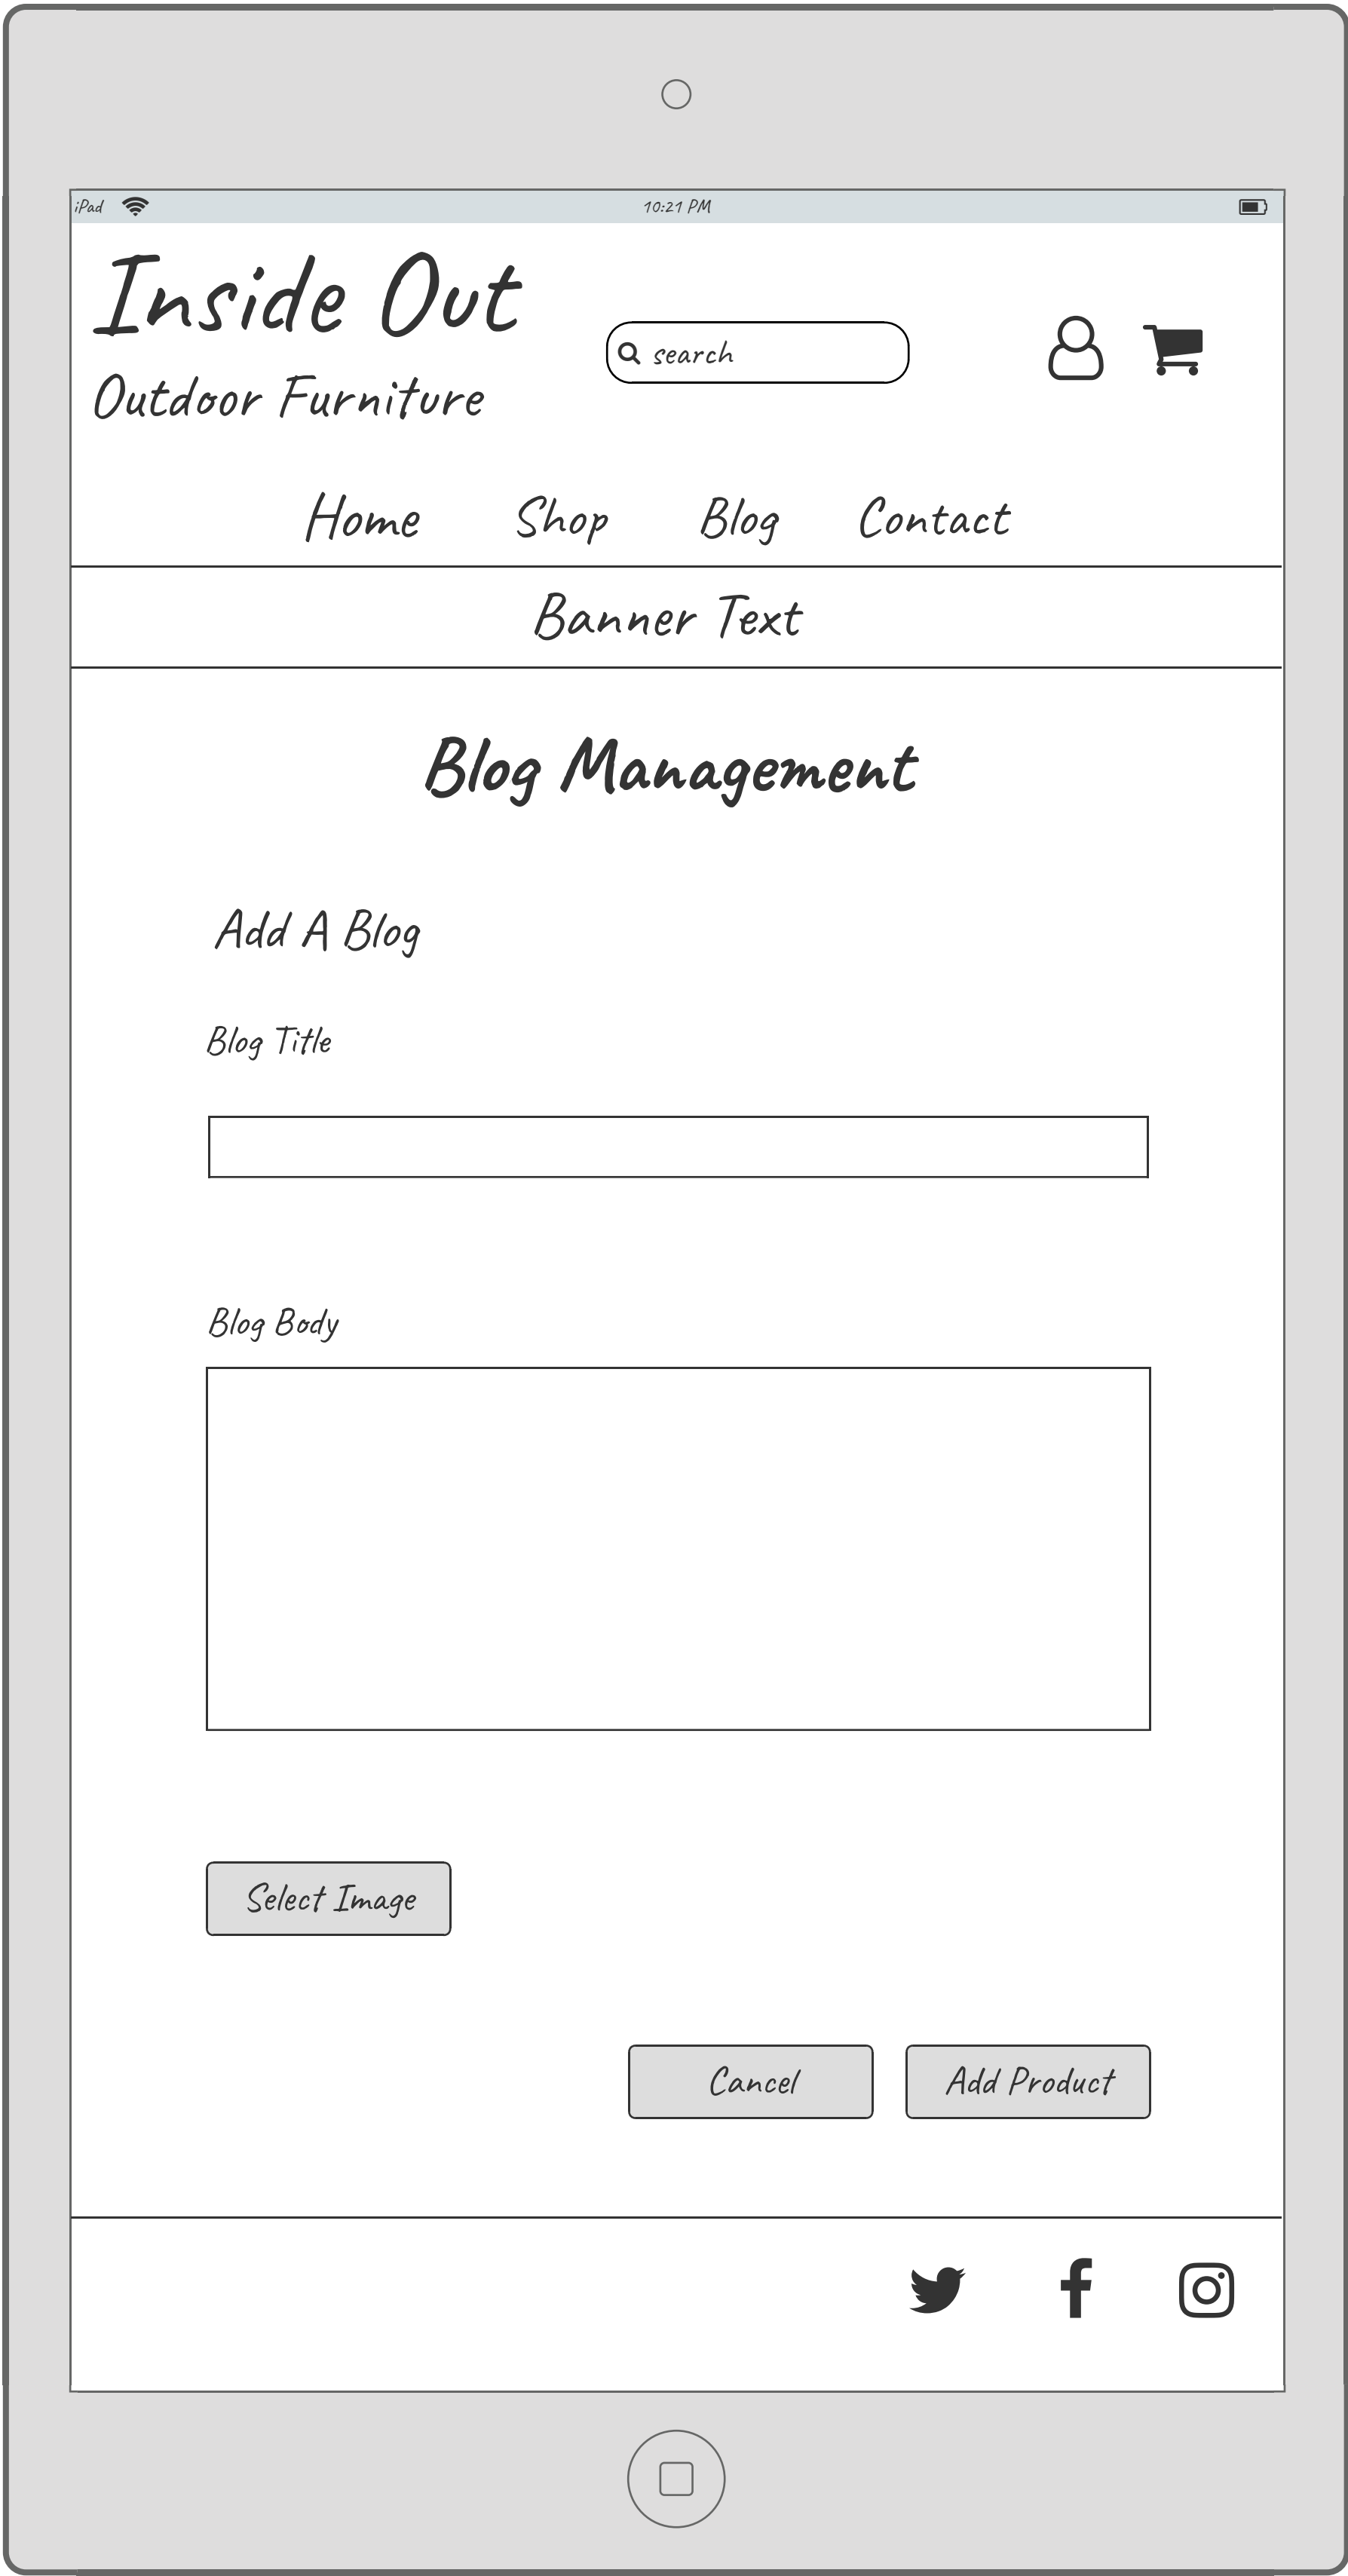 iPad
10:21 PM
Inside Out
search
Outdoor Furniture
Home Shop Blog Contact
Banner Text
Blog Management
Add A Blog
Blog Title
Blog Body
Select Image
Cancel Add Product